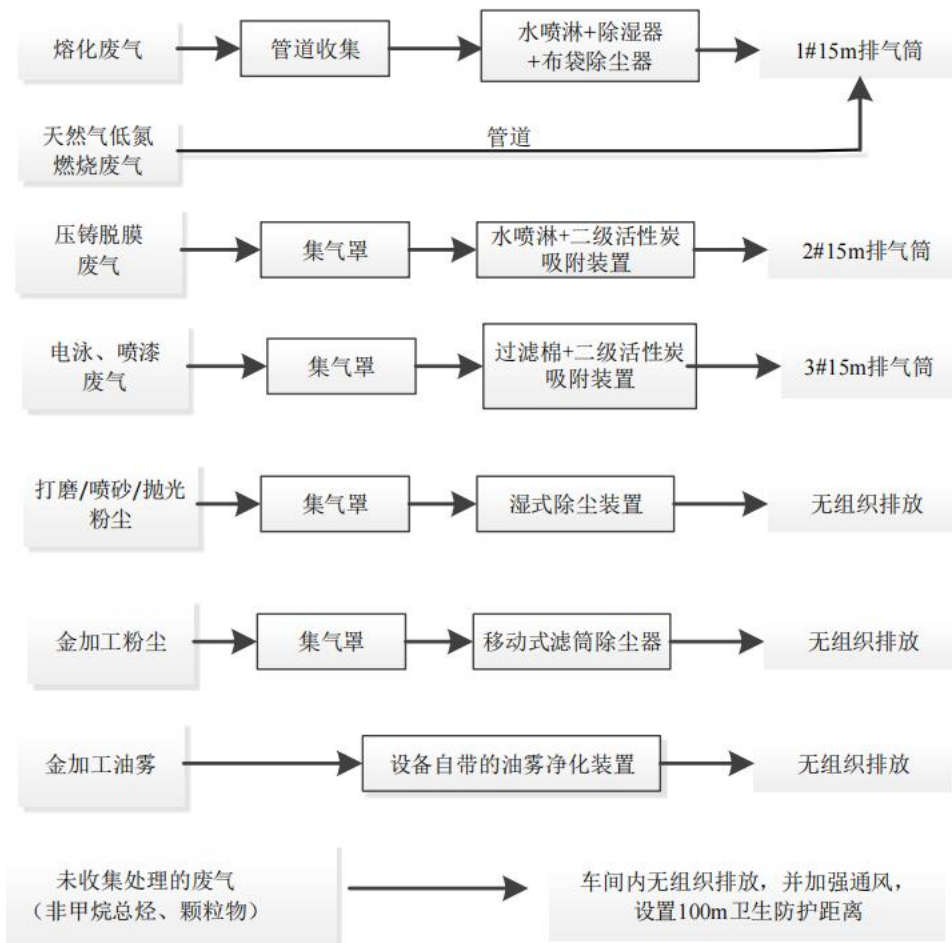 熔化废气
管道收集
水喷淋+除湿器
+布袋除尘器
1#15m排气筒
天然气低氮
燃烧废气
管道
压铸脱膜
废气
集气罩
水喷淋+二级活性炭
吸附装置
2#15m排气筒
电泳、喷漆
废气
集气罩
过滤棉+二级活性炭
吸附装置
3#15m排气筒
打磨/喷砂/抛光
粉尘
集气罩
湿式除尘装置
无组织排放
金加工粉尘
集气罩
移动式滤筒除尘器
无组织排放
金加工油雾
设备自带的油雾净化装置
无组织排放
未收集处理的废气
（非甲烷总烃、颗粒物）
车间内无组织排放，并加强通风，
设置100m卫生防护距离